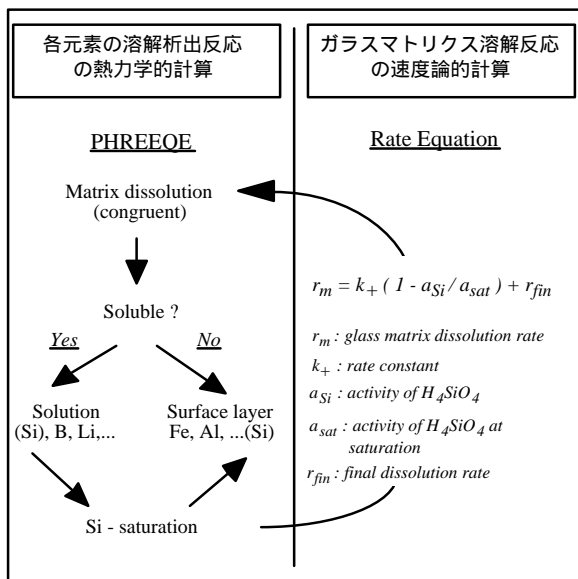 各元素の溶解析出反応
の熱力学的計算
PHREEQE
Matrix dissolution
(congruent)
Soluble ?
Yes
No
Solution
(Si), B, Li,...
Surface layer
Fe, Al, ...(Si)
Si - saturation
ガラスマトリクス溶解反応
の速度論的計算
Rate Equation
r_m = k_+ ( 1 - a_Si / a_sat ) + r_fin
r_m : glass matrix dissolution rate
k_+ : rate constant
a_Si : activity of H_4SiO_4
a_sat : activity of H_4SiO_4 at
saturation
r_fin : final dissolution rate